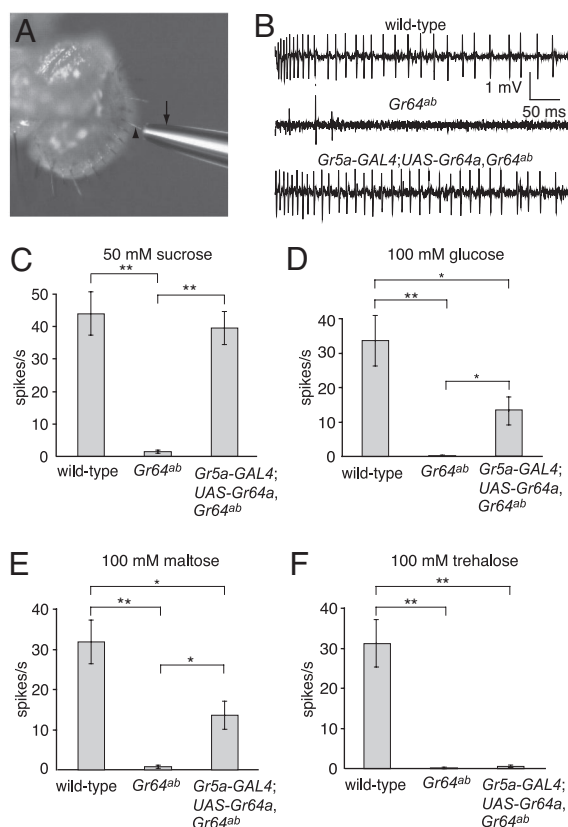 A
B
wild-type
1 mV
50 ms
Gr64ab
Gr5a-GAL4;UAS-Gr64a,Gr64ab
C
50 mM sucrose
**
**
spikes/s
50
40
30
20
10
0
wild-type
Gr64ab
Gr5a-GAL4;
UAS-Gr64a,
Gr64ab
D
100 mM glucose
*
**
*
spikes/s
40
30
20
10
0
wild-type
Gr64ab
Gr5a-GAL4;
UAS-Gr64a,
Gr64ab
E
100 mM maltose
*
**
*
spikes/s
40
30
20
10
0
wild-type
Gr64ab
Gr5a-GAL4;
UAS-Gr64a,
Gr64ab
F
100 mM trehalose
**
**
spikes/s
40
30
20
10
0
wild-type
Gr64ab
Gr5a-GAL4;
UAS-Gr64a,
Gr64ab